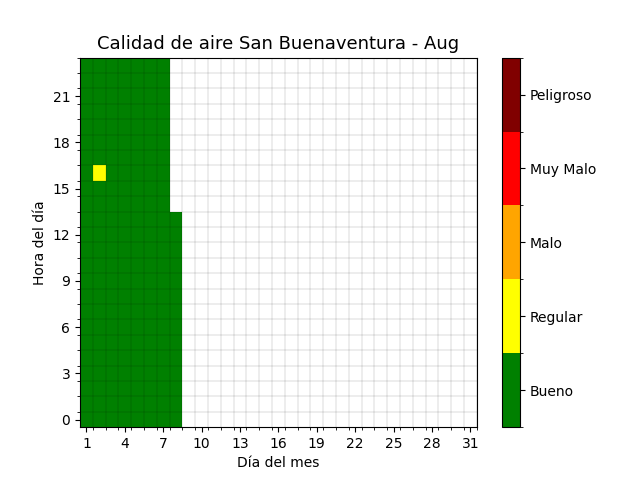 Calidad de aire San Buenaventura - Aug
Hora del día
21
18
15
12
9
6
3
0
1 4 7 10 13 16 19 22 25 28 31
Día del mes
Peligroso
Muy Malo
Malo
Regular
Bueno